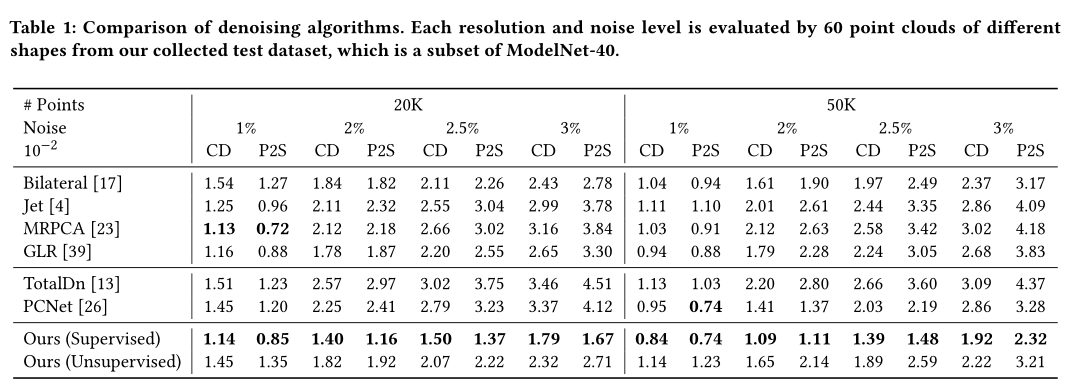 Table 1: Comparison of denoising algorithms. Each resolution and noise level is evaluated by 60 point clouds of different
shapes from our collected test dataset, which is a subset of ModelNet-40.
# Points 20K 50K
Noise 1% 2% 2.5% 3% 1% 2% 2.5% 3%
10−2 CD P2S CD P2S CD P2S CD P2S CD P2S CD P2S CD P2S CD P2S
Bilateral [17] 1.54 1.27 1.84 1.82 2.11 2.26 2.43 2.78 1.04 0.94 1.61 1.90 1.97 2.49 2.37 3.17
Jet [4] 1.25 0.96 2.11 2.32 2.55 3.04 2.99 3.78 1.11 1.10 2.01 2.61 2.44 3.35 2.86 4.09
MRPCA [23] 1.13 0.72 2.12 2.18 2.66 3.02 3.16 3.84 1.03 0.91 2.12 2.63 2.58 3.42 3.02 4.18
GLR [39] 1.16 0.88 1.78 1.87 2.20 2.55 2.65 3.30 0.94 0.88 1.79 2.28 2.24 3.05 2.68 3.83
TotalDn [13] 1.51 1.23 2.57 2.97 3.02 3.75 3.46 4.51 1.13 1.03 2.20 2.80 2.66 3.60 3.09 4.37
PCNet [26] 1.45 1.20 2.25 2.41 2.79 3.23 3.37 4.12 0.95 0.74 1.41 1.37 2.03 2.19 2.86 3.28
Ours (Supervised) 1.14 0.85 1.40 1.16 1.50 1.37 1.79 1.67 0.84 0.74 1.09 1.11 1.39 1.48 1.92 2.32
Ours (Unsupervised) 1.45 1.35 1.82 1.92 2.07 2.22 2.32 2.71 1.14 1.23 1.65 2.14 1.89 2.59 2.22 3.21